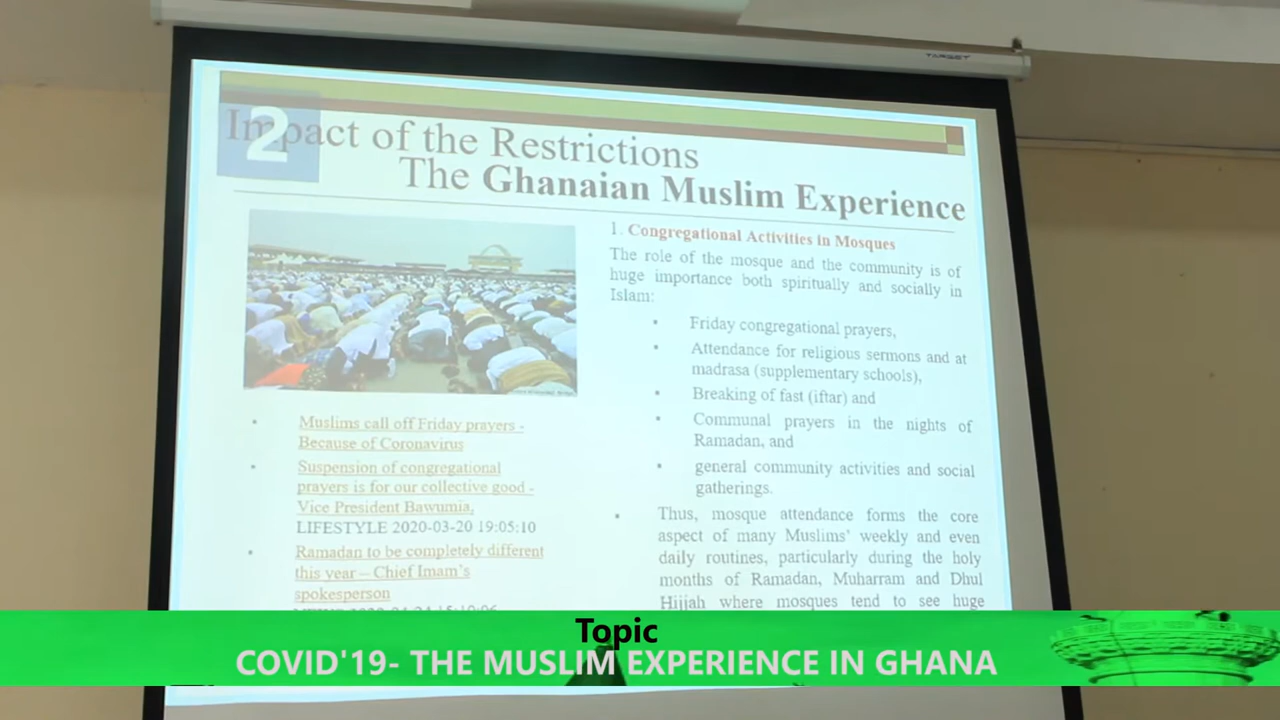 TARGET
2
Impact of the Restrictions
The Ghanaian Muslim Experience
Muslims call off Friday prayers -
Because of Coronavirus
Suspension of congregational
prayers is for our collective good -
Vice President Bawumia,
LIFESTYLE 2020-03-20 19:05:10
Ramadan to be completely different
this year – Chief Imam's
spokesperson
1. Congregational Activities in Mosques
The role of the mosque and the community is of
huge importance both spiritually and socially in
Islam:
Friday congregational prayers,
Attendance for religious sermons and at
madrasa (supplementary schools),
Breaking of fast (iftar) and
Communal prayers in the nights of
Ramadan, and
general community activities and social
gatherings.
Thus, mosque attendance forms the core
aspect of many Muslims' weekly and even
daily routines, particularly during the holy
months of Ramadan, Muharram and Dhul
Hijjah where mosques tend to see huge
Topic
COVID'19- THE MUSLIM EXPERIENCE IN GHANA